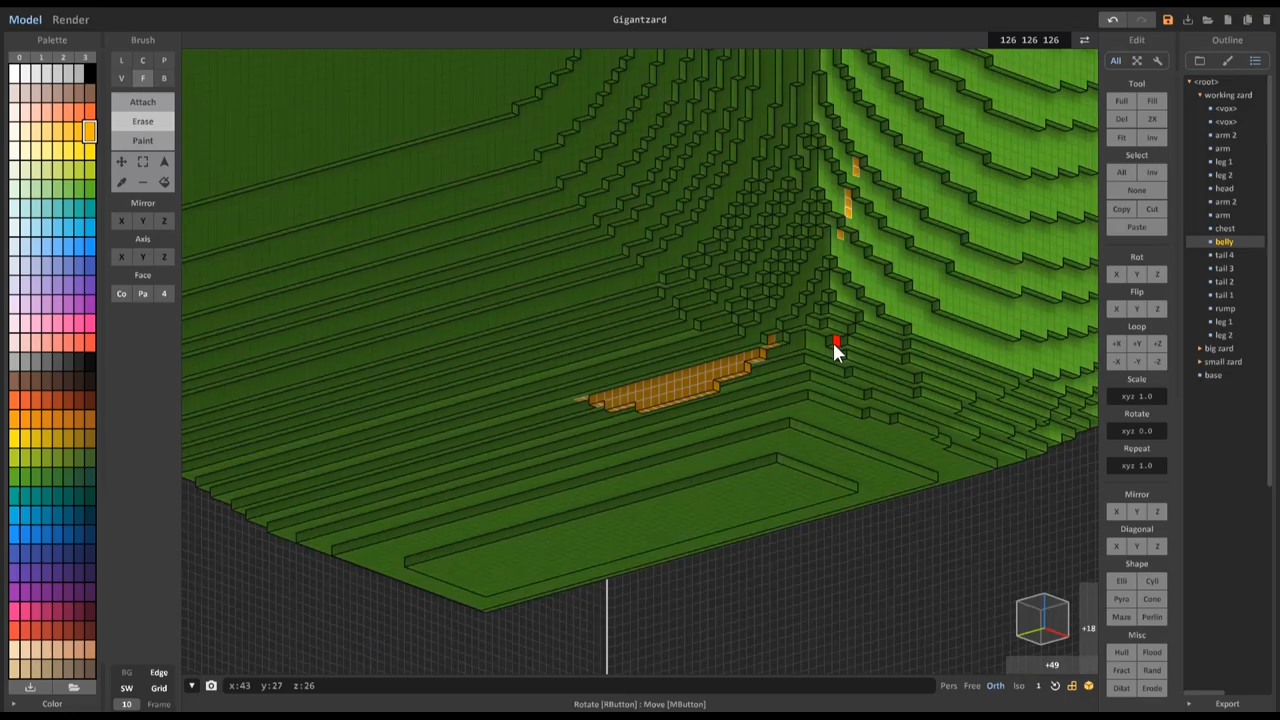 Model Render Gigantzard
Palette Brush 126 126 126 Edit Outline
0 1 2 3
L C P
V F B
Attach
Erase
Paint
Mirror
X Y Z
Axis
X Y Z
Face
Co Pa 4
BG Edge
SW Grid
10 Frame
Color
All
Tool
Full Fill
Del 2X
Fit Inv
Select
All Inv
None
Copy Cut
Paste
Rot
X Y Z
Flip
X Y Z
Loop
+X +Y +Z
-X -Y -Z
Scale
xyz 1.0
Rotate
xyz 0.0
Repeat
xyz 1.0
Mirror
X Y Z
Diagonal
X Y Z
Shape
Elli Cyli
Pyra Cone
Maze Perlin
Misc
Hull Flood
Fract Rand
Dilat Erode
<root>
working zard
<vox>
<vox>
arm 2
arm
leg 1
leg 2
head
arm 2
arm
chest
belly
tail 4
tail 3
tail 2
tail 1
rump
leg 1
leg 2
big zard
small zard
base
Export
+18
+49
x:43 y:27 z:26 Pers Free Orth Iso 1
Rotate [RButton] : Move [MButton]